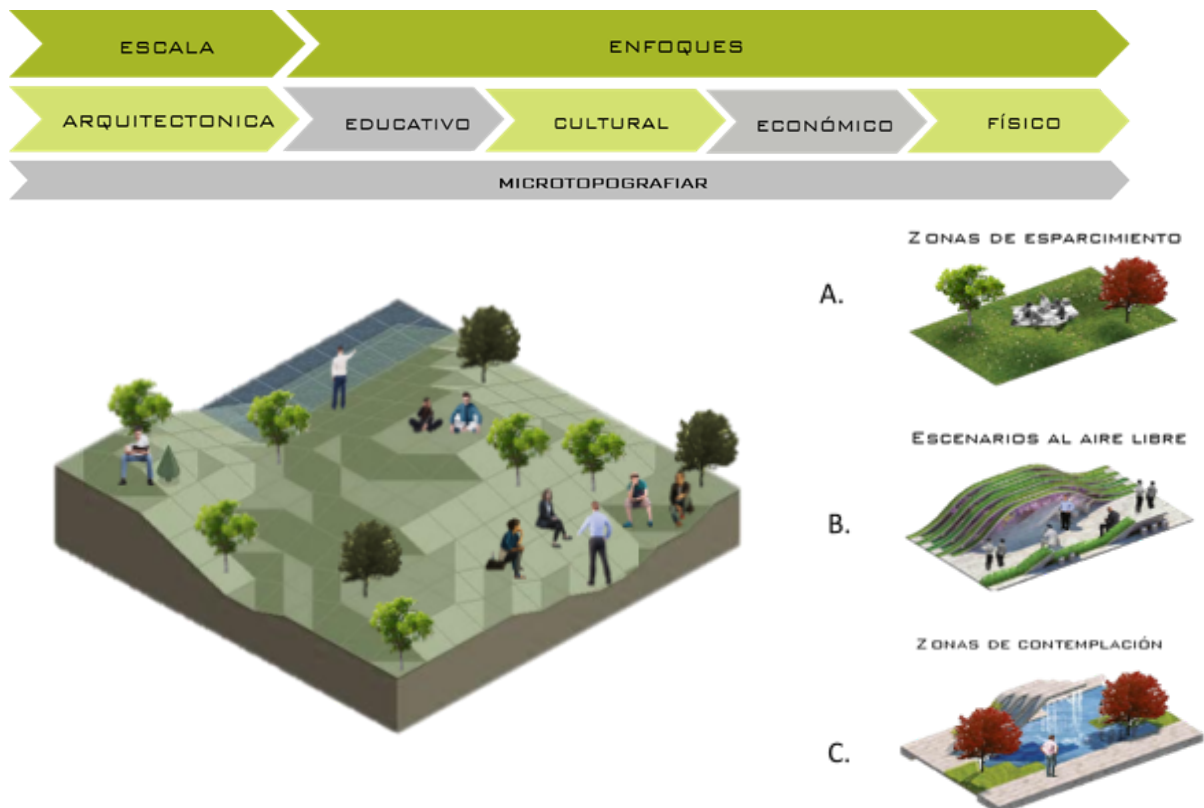 ESCALA
ENFOQUES
ARQUITECTONICA
EDUCATIVO
CULTURAL
ECONÓMICO
FÍSICO
MICROTOPOGRAFIAR
ZONAS DE ESPARCIMIENTO
A.
ESCENARIOS AL AIRE LIBRE
B.
ZONAS DE CONTEMPLACIÓN
C.